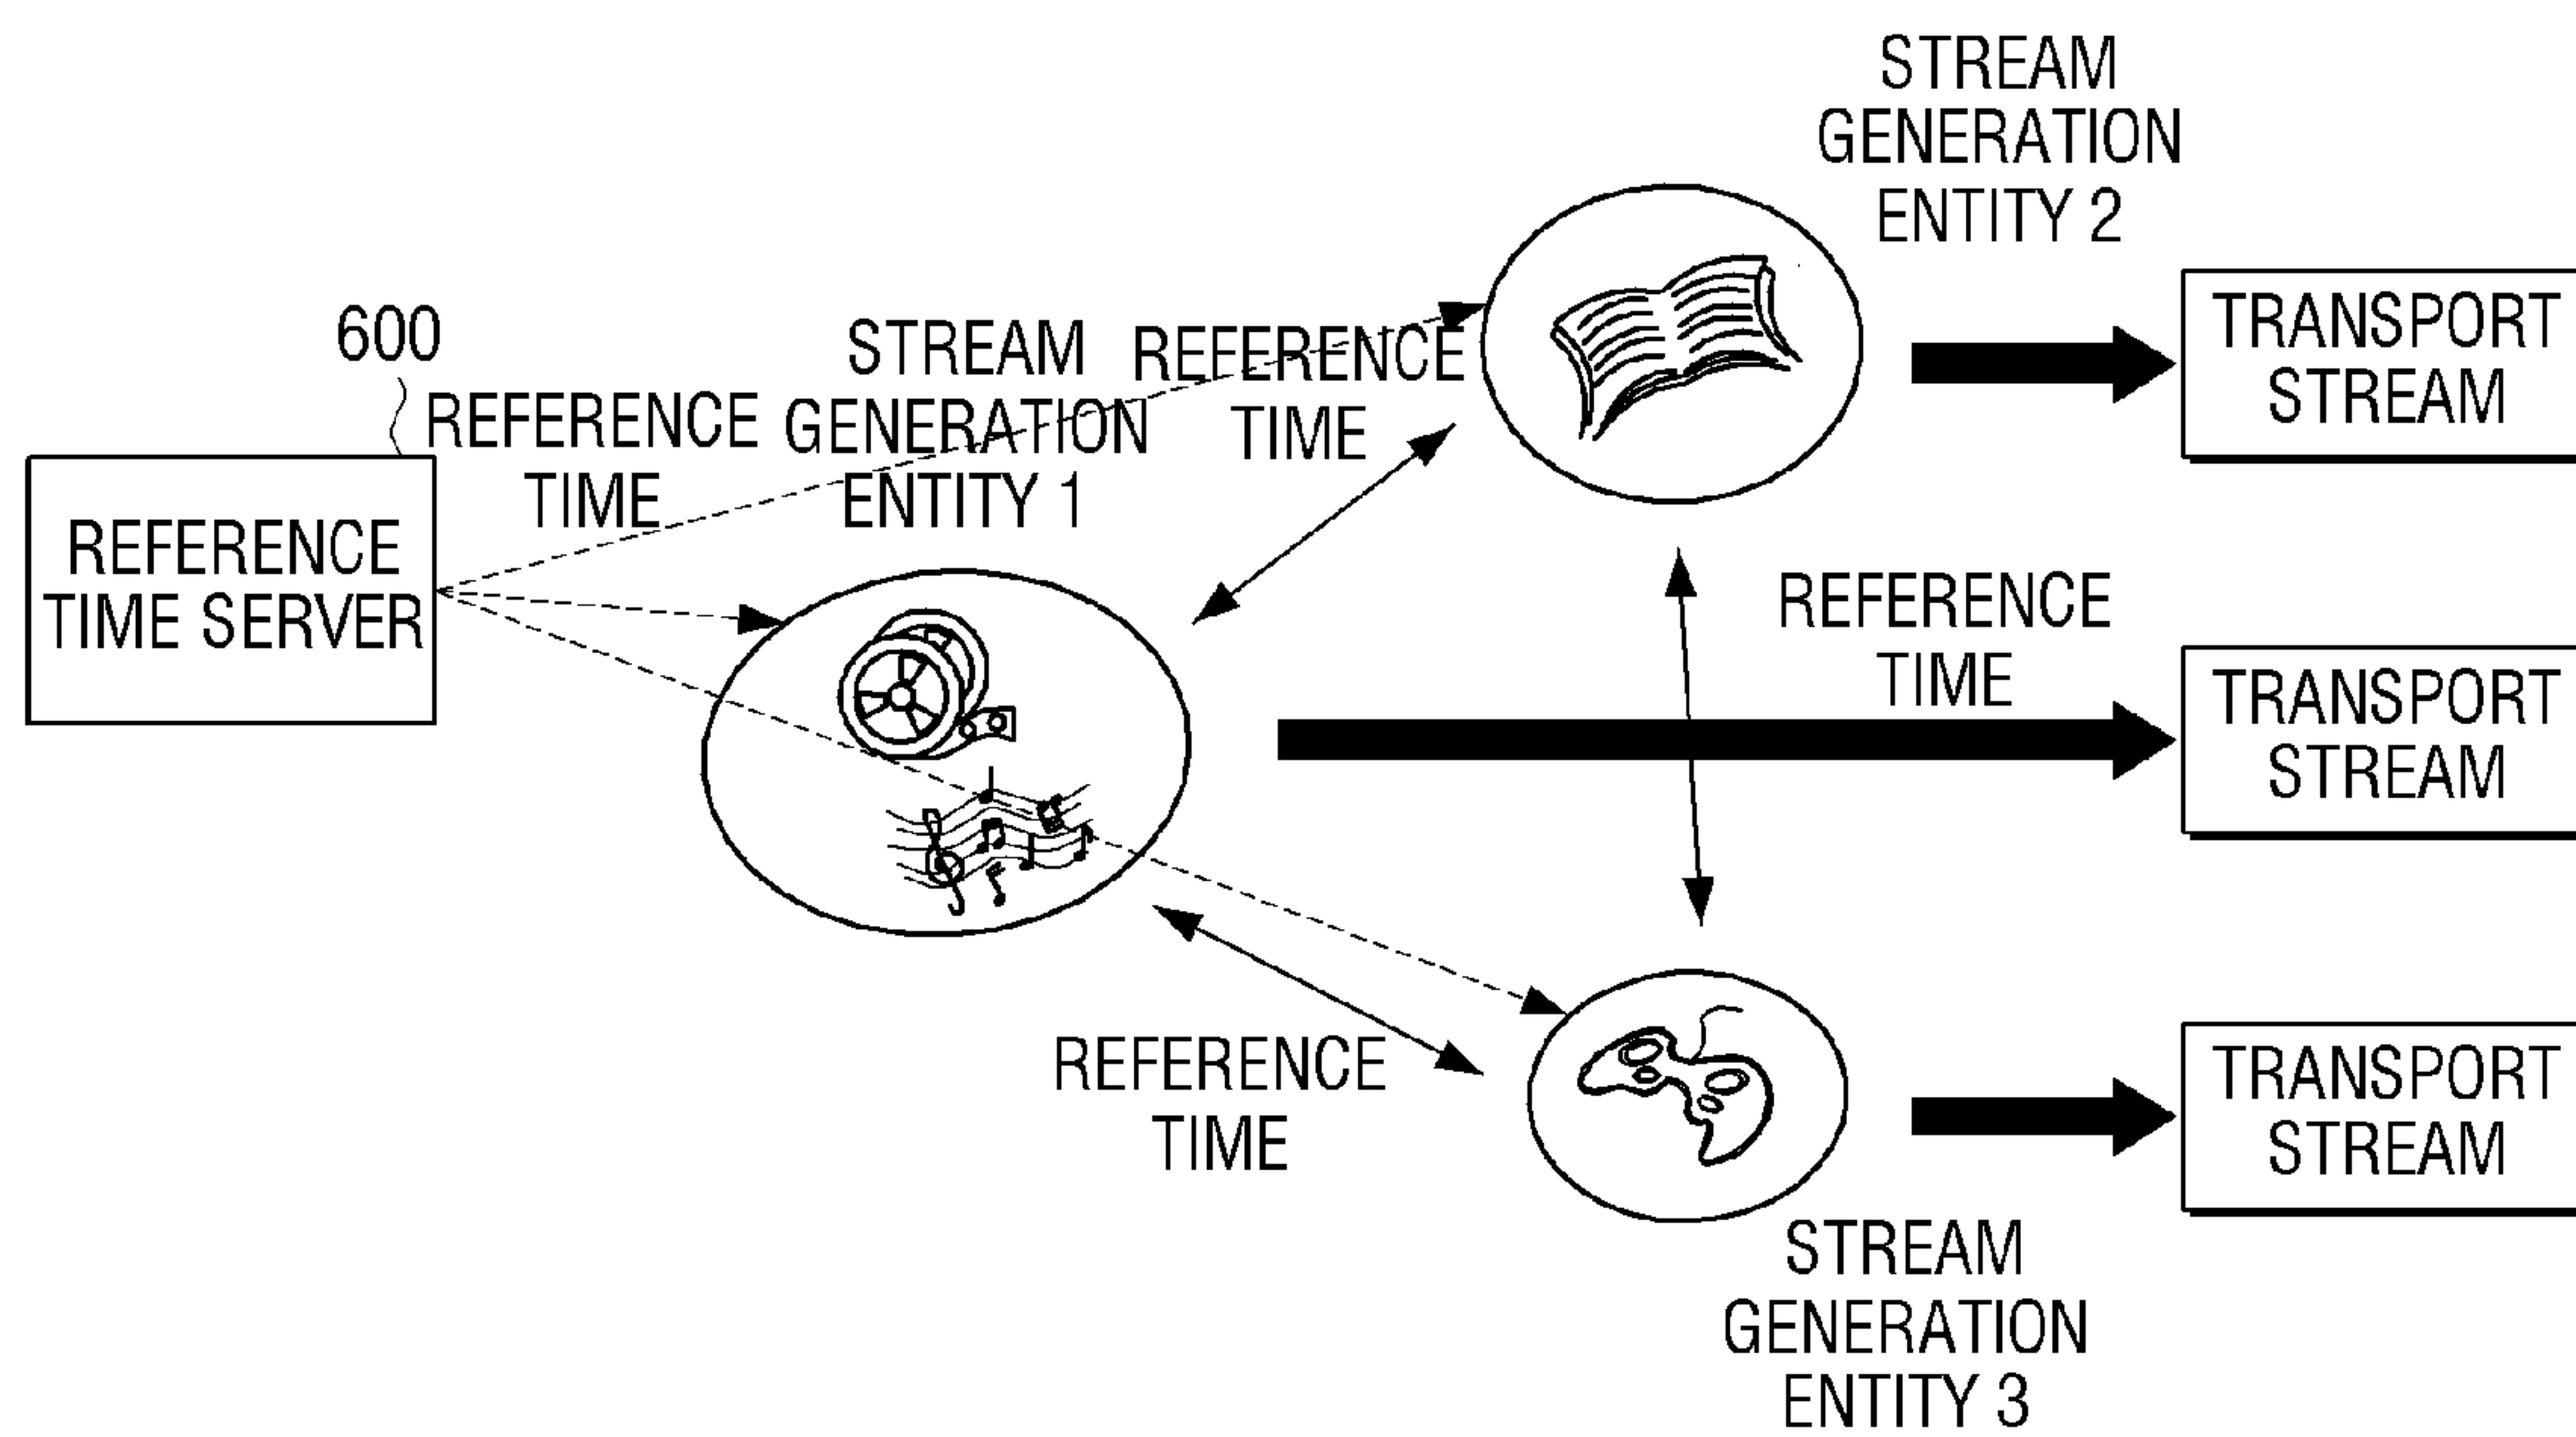 STREAM
GENERATION
ENTITY 2
600
REFERENCE
TIME
STREAM
GENERATION
ENTITY 1
REFERENCE
TIME
TRANSPORT
STREAM
REFERENCE
TIME SERVER
REFERENCE
TIME
TRANSPORT
STREAM
REFERENCE
TIME
TRANSPORT
STREAM
STREAM
GENERATION
ENTITY 3